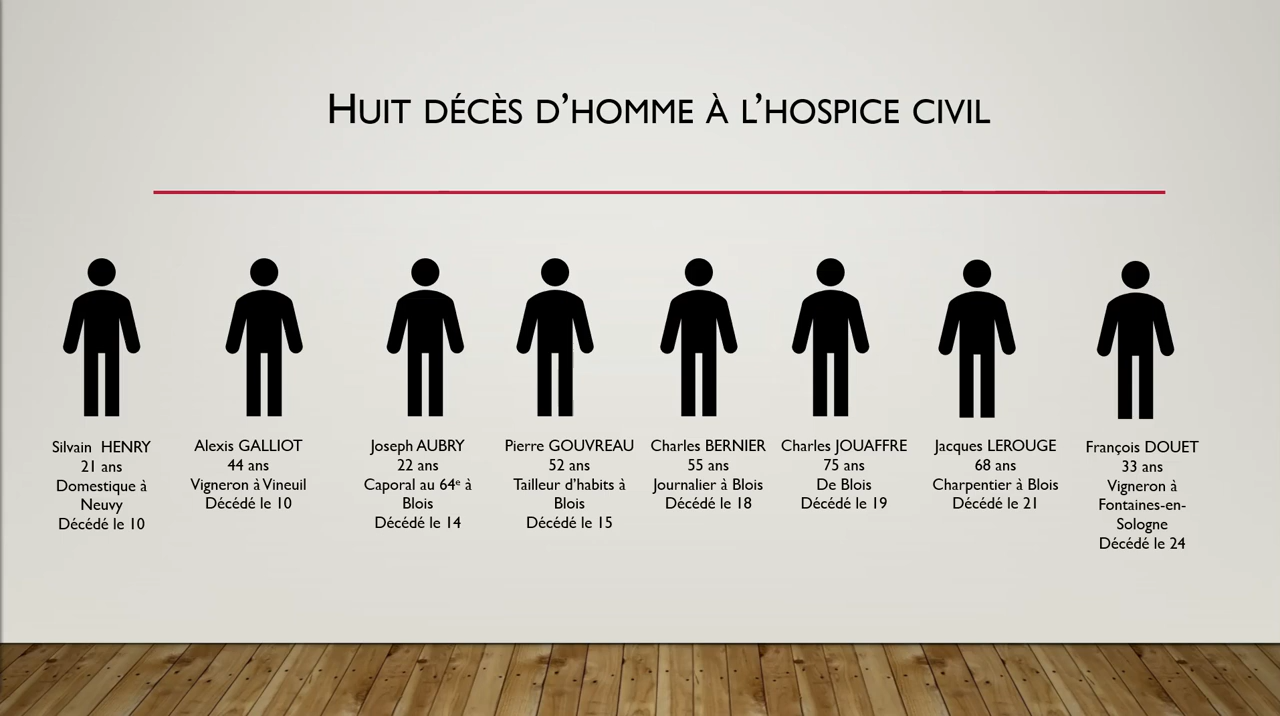 HUIT DÉCÈS D’HOMME À L’HOSPICE CIVIL
Silvain HENRY
21 ans
Domestique à
Neuvy
Décédé le 10
Alexis GALLIOT
44 ans
Vigneron à Vineuil
Décédé le 10
Joseph AUBRY
22 ans
Caporal au 64e à
Blois
Décédé le 14
Pierre GOUVREAU
52 ans
Tailleur d’habits à
Blois
Décédé le 15
Charles BERNIER
55 ans
Journalier à Blois
Décédé le 18
Charles JOUAFFRE
75 ans
De Blois
Décédé le 19
Jacques LEROUGE
68 ans
Charpentier à Blois
Décédé le 21
François DOUET
33 ans
Vigneron à
Fontaines-en-
Sologne
Décédé le 24